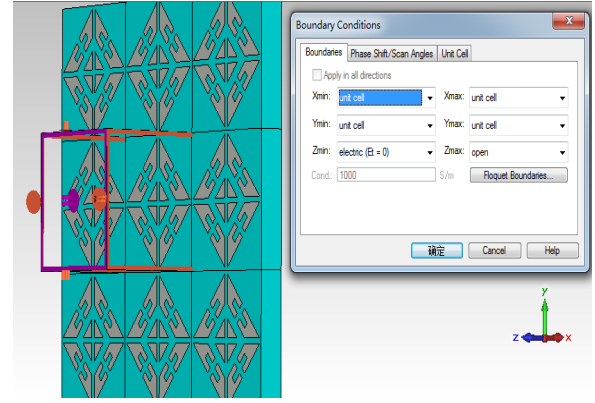 Boundary Conditions
x
Boundaries Phase Shift/Scan Angles Unit Cell
Apply in all directions
Xmin: unit cell Xmax: unit cell
Ymin: unit cell Ymax: unit cell
Zmin: electric (Et = 0) Zmax: open
Cond.: 1000 S/m Floquet Boundaries...
确定 Cancel Help
y
z x